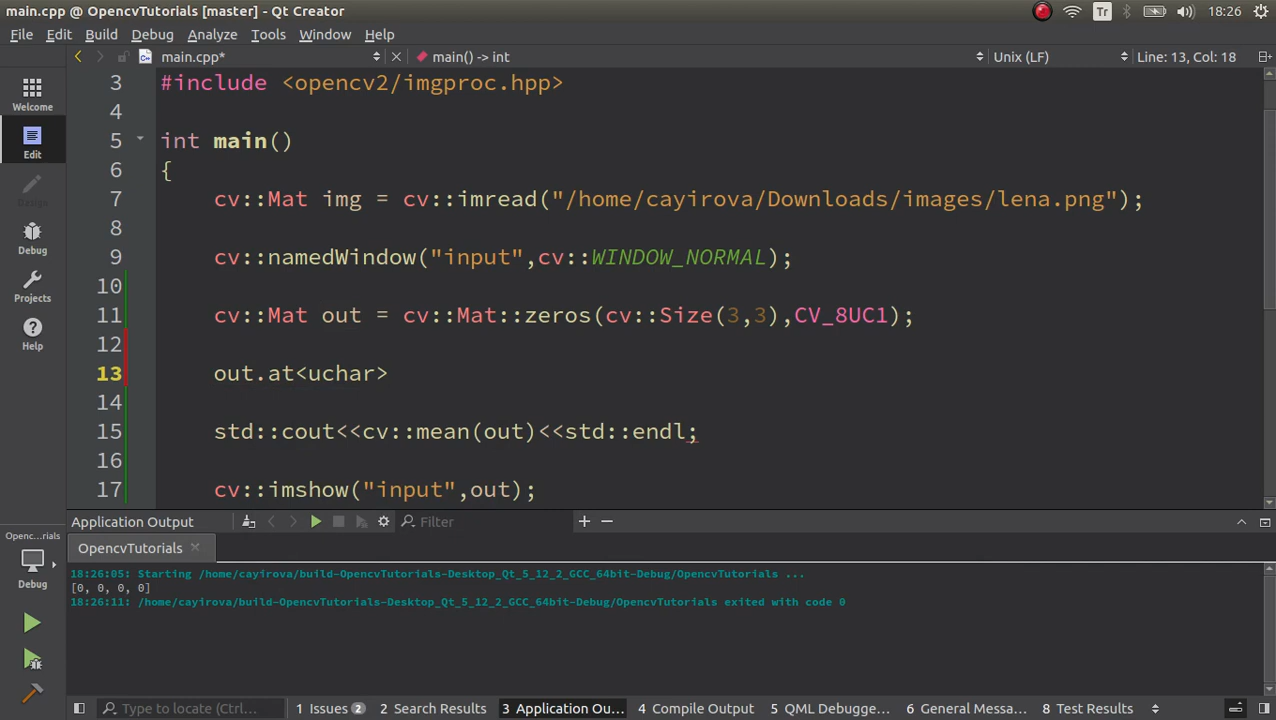 main.cpp @ OpencvTutorials [master] - Qt Creator
Tr
18:26
File Edit Build Debug Analyze Tools Window Help
main.cpp*
main() -> int
Unix (LF)
Line: 13, Col: 18
Welcome
Edit
Design
Debug
Projects
Help
3 #include <opencv2/imgproc.hpp>
4
5 int main()
6 {
7 cv::Mat img = cv::imread("/home/cayirova/Downloads/images/lena.png");
8
9 cv::namedWindow("input",cv::WINDOW_NORMAL);
10
11 cv::Mat out = cv::Mat::zeros(cv::Size(3,3),CV_8UC1);
12
13 out.at<uchar>
14
15 std::cout<<cv::mean(out)<<std::endl;
16
17 cv::imshow("input",out);
Application Output
Filter
Openc...rials
Debug
OpencvTutorials
18:26:05: Starting /home/cayirova/build-OpencvTutorials-Desktop_Qt_5_12_2_GCC_64bit-Debug/OpencvTutorials ...
[0, 0, 0, 0]
18:26:11: /home/cayirova/build-OpencvTutorials-Desktop_Qt_5_12_2_GCC_64bit-Debug/OpencvTutorials exited with code 0
Type to locate (Ctrl+...
1 Issues 2
2 Search Results
3 Application Ou...
4 Compile Output
5 QML Debugge...
6 General Messa...
8 Test Results